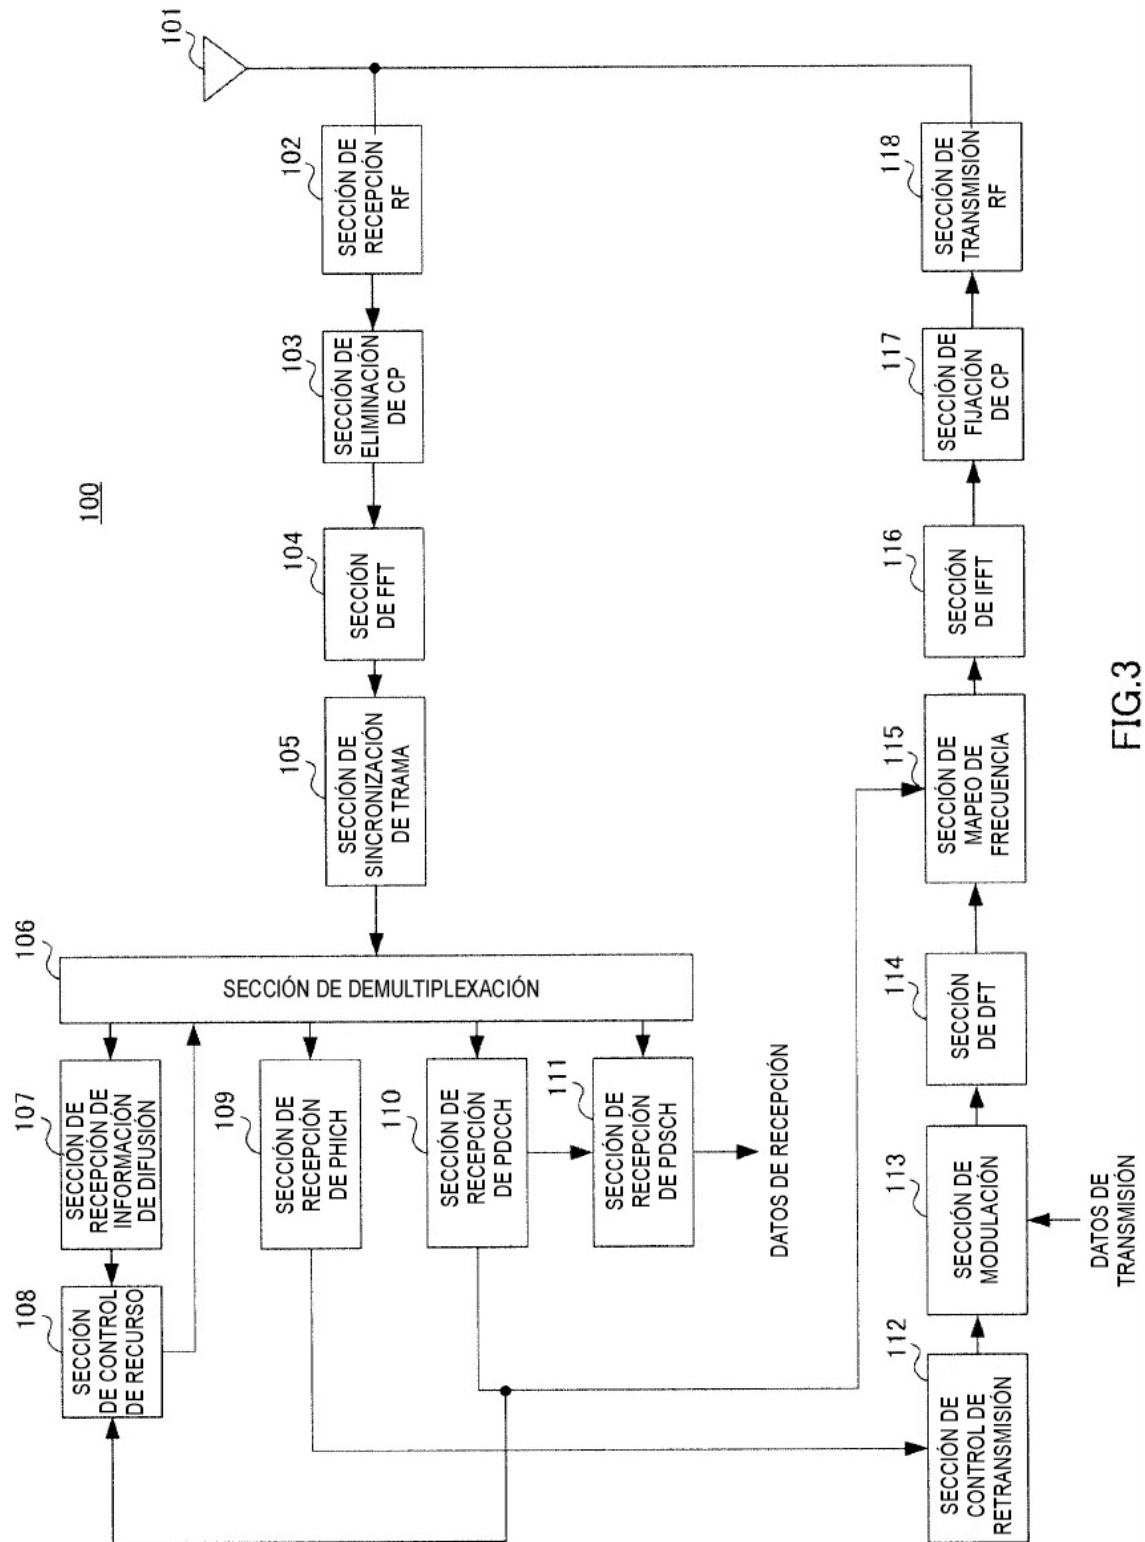 100
101
102
SECCIÓN DE
RECEPCIÓN
RF
103
SECCIÓN DE
ELIMINACIÓN
DE CP
104
SECCIÓN
DE FFT
105
SECCIÓN DE
SINCRONIZACIÓN
DE TRAMA
106
SECCIÓN DE DEMULTIPLEXACIÓN
107
SECCIÓN DE
RECEPCIÓN DE
INFORMACIÓN
DE DIFUSIÓN
108
SECCIÓN
DE CONTROL
DE RECURSO
109
SECCIÓN DE
RECEPCIÓN
DE PHICH
110
SECCIÓN DE
RECEPCIÓN
DE PDCCH
111
SECCIÓN DE
RECEPCIÓN
DE PDSCH
DATOS DE RECEPCIÓN
112
SECCIÓN DE
CONTROL DE
RETRANSMISIÓN
113
SECCIÓN DE
MODULACIÓN
DATOS DE
TRANSMISIÓN
114
SECCIÓN
DE DFT
115
SECCIÓN DE
MAPEO DE
FRECUENCIA
116
SECCIÓN
DE IFFT
117
SECCIÓN DE
FIJACIÓN
DE CP
118
SECCIÓN DE
TRANSMISIÓN
RF
FIG.3